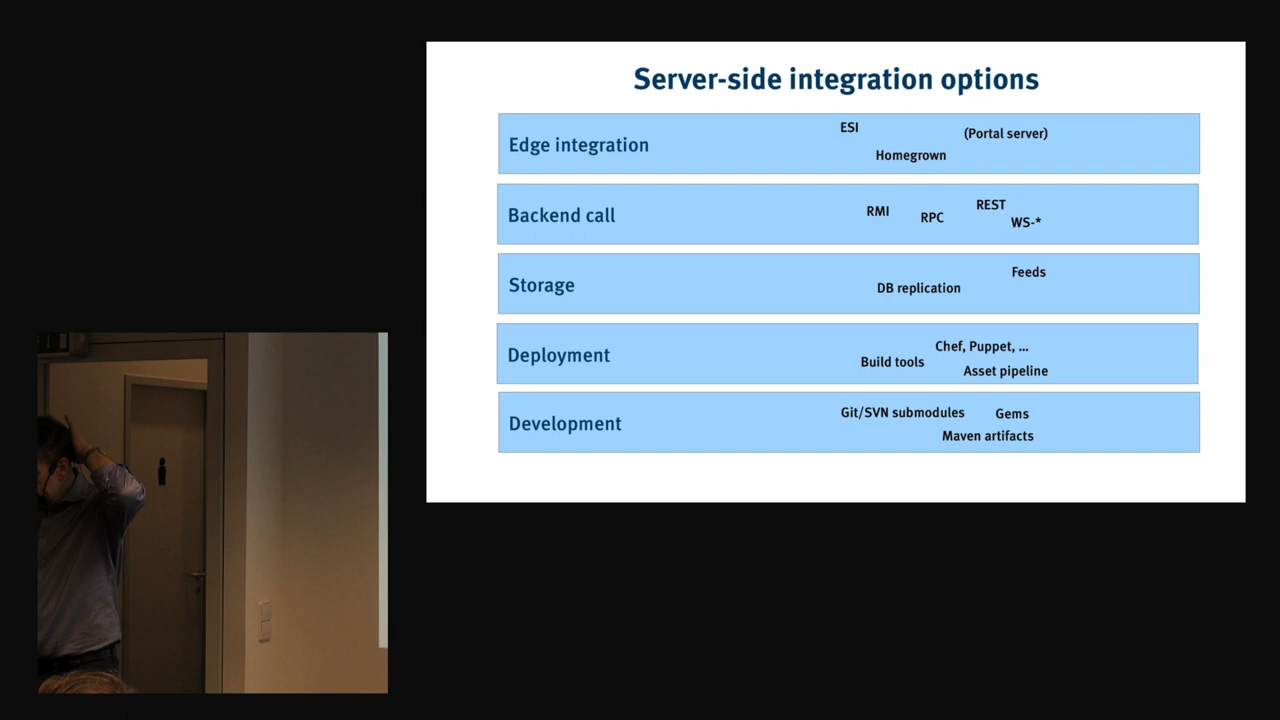 Server-side integration options
Edge integration
ESI
(Portal server)
Homegrown
Backend call
REST
RMI
RPC
WS-*
Storage
Feeds
DB replication
Deployment
Chef, Puppet, ...
Build tools
Asset pipeline
Development
Git/SVN submodules
Gems
Maven artifacts